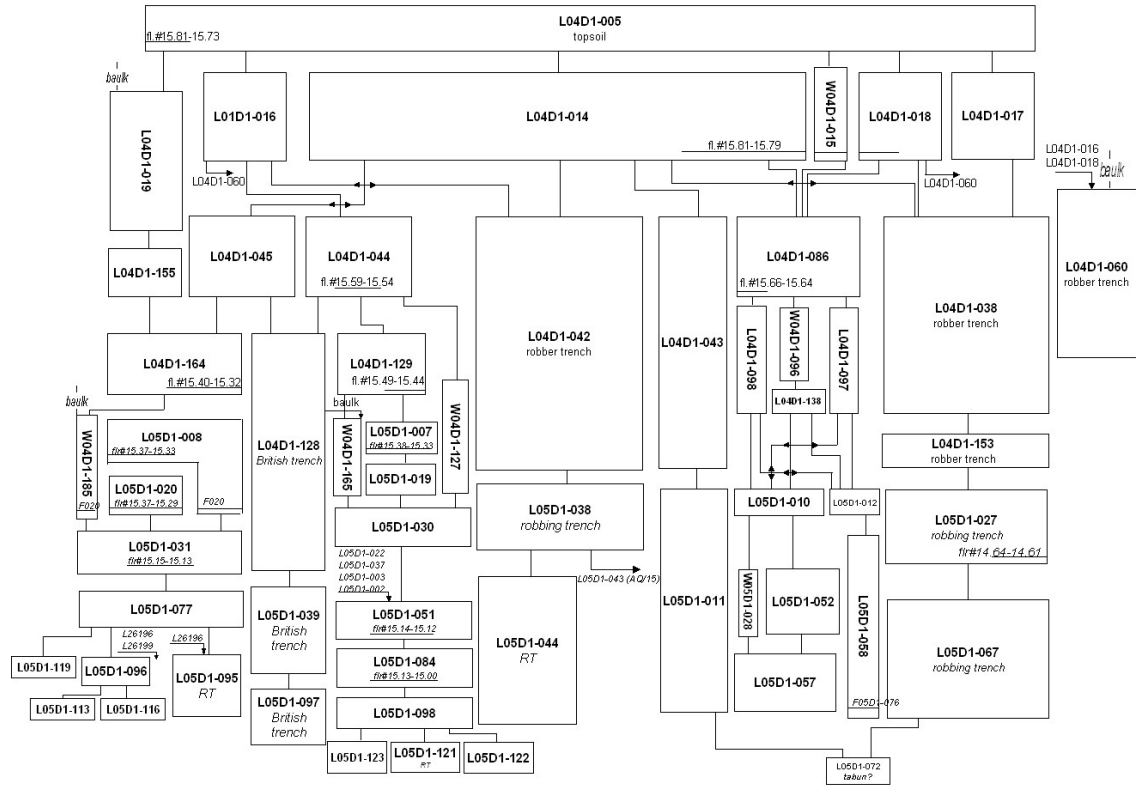 L04D1-005
fl.#15.81-15.73
topsoil
baulk
L04D1-019
L01D1-016
L04D1-014
fl.#15.81-15.79
W04D1-015
L04D1-018
L04D1-017
L04D1-060
L04D1-060
L04D1-016
L04D1-018
baulk
L04D1-155
L04D1-045
L04D1-044
fl.#15.59-15.54
L04D1-042
robber trench
L04D1-043
L04D1-086
fl.#15.66-15.64
L04D1-038
robber trench
L04D1-060
robber trench
L04D1-164
fl.#15.40-15.32
L04D1-128
British trench
L04D1-129
fl.#15.49-15.44
W04D1-127
L04D1-098
W04D1-096
L04D1-097
L04D1-138
baulk
W04D1-185
F020
L05D1-008
flr#15.37-15.33
L05D1-020
flr#15.37-15.29
F020
baulk
W04D1-165
L05D1-007
flr#15.38-15.33
L05D1-019
L04D1-153
robber trench
L05D1-030
L05D1-038
robbing trench
L05D1-010
L05D1-012
L05D1-027
robbing trench
flr#14.64-14.61
L05D1-031
flr#15.15-15.13
L05D1-022
L05D1-037
L05D1-003
L05D1-002
L05D1-043 (AQ/15)
L05D1-077
L05D1-039
British
trench
L05D1-051
flr#15.14-15.12
L05D1-044
RT
L05D1-011
W05D1-028
L05D1-052
L05D1-058
F05D1-076
L05D1-067
robbing trench
L26196
L26199
L26196
L05D1-119
L05D1-096
L05D1-095
RT
L05D1-084
flr#15.13-15.00
L05D1-057
L05D1-113
L05D1-116
L05D1-097
British
trench
L05D1-098
L05D1-123
L05D1-121
RT
L05D1-122
L05D1-072
tabun?